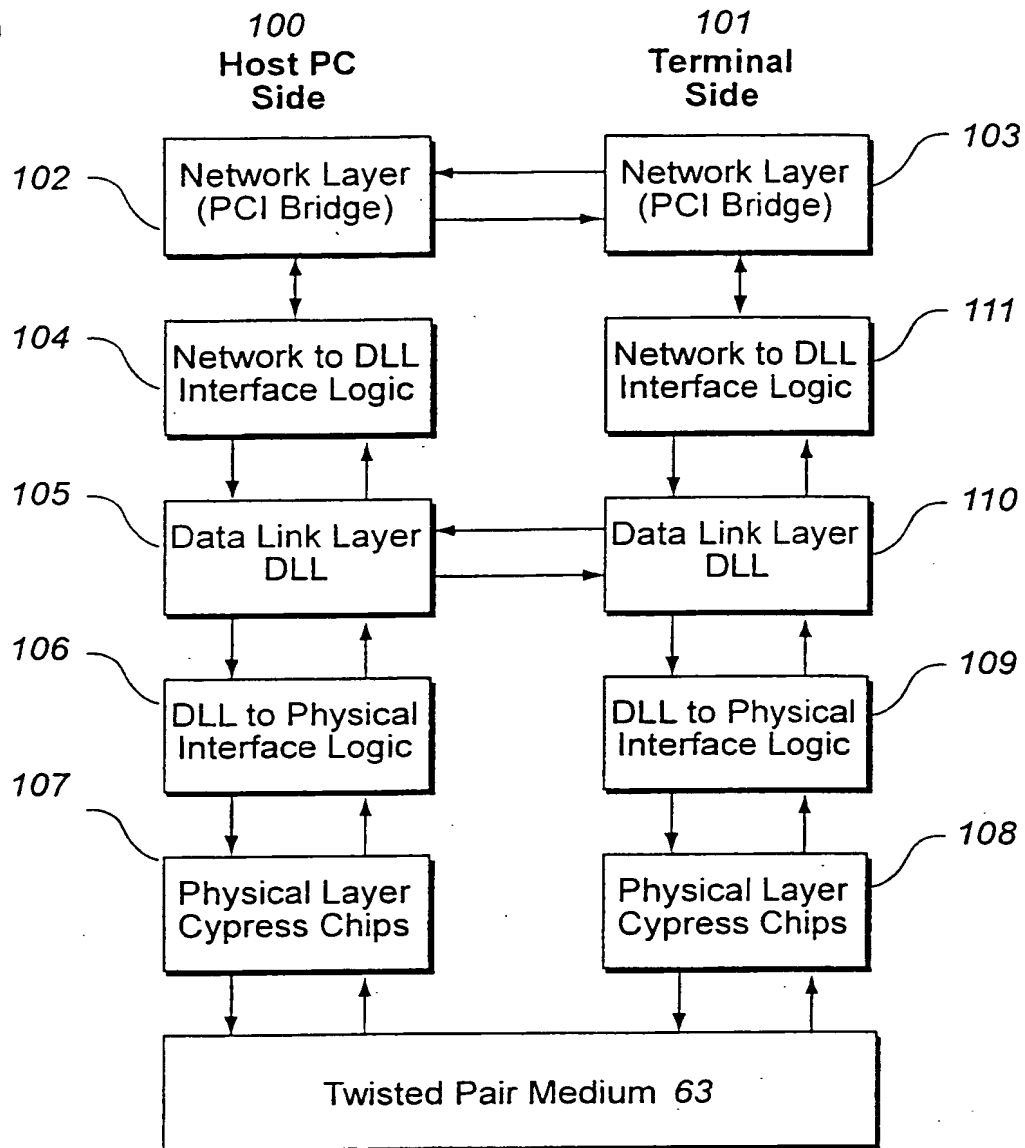 100
Host PC
Side
101
Terminal
Side
102
Network Layer
(PCI Bridge)
Network Layer
(PCI Bridge)
103
104
Network to DLL
Interface Logic
Network to DLL
Interface Logic
111
105
Data Link Layer
DLL
Data Link Layer
DLL
110
106
DLL to Physical
Interface Logic
DLL to Physical
Interface Logic
109
107
Physical Layer
Cypress Chips
Physical Layer
Cypress Chips
108
Twisted Pair Medium 63